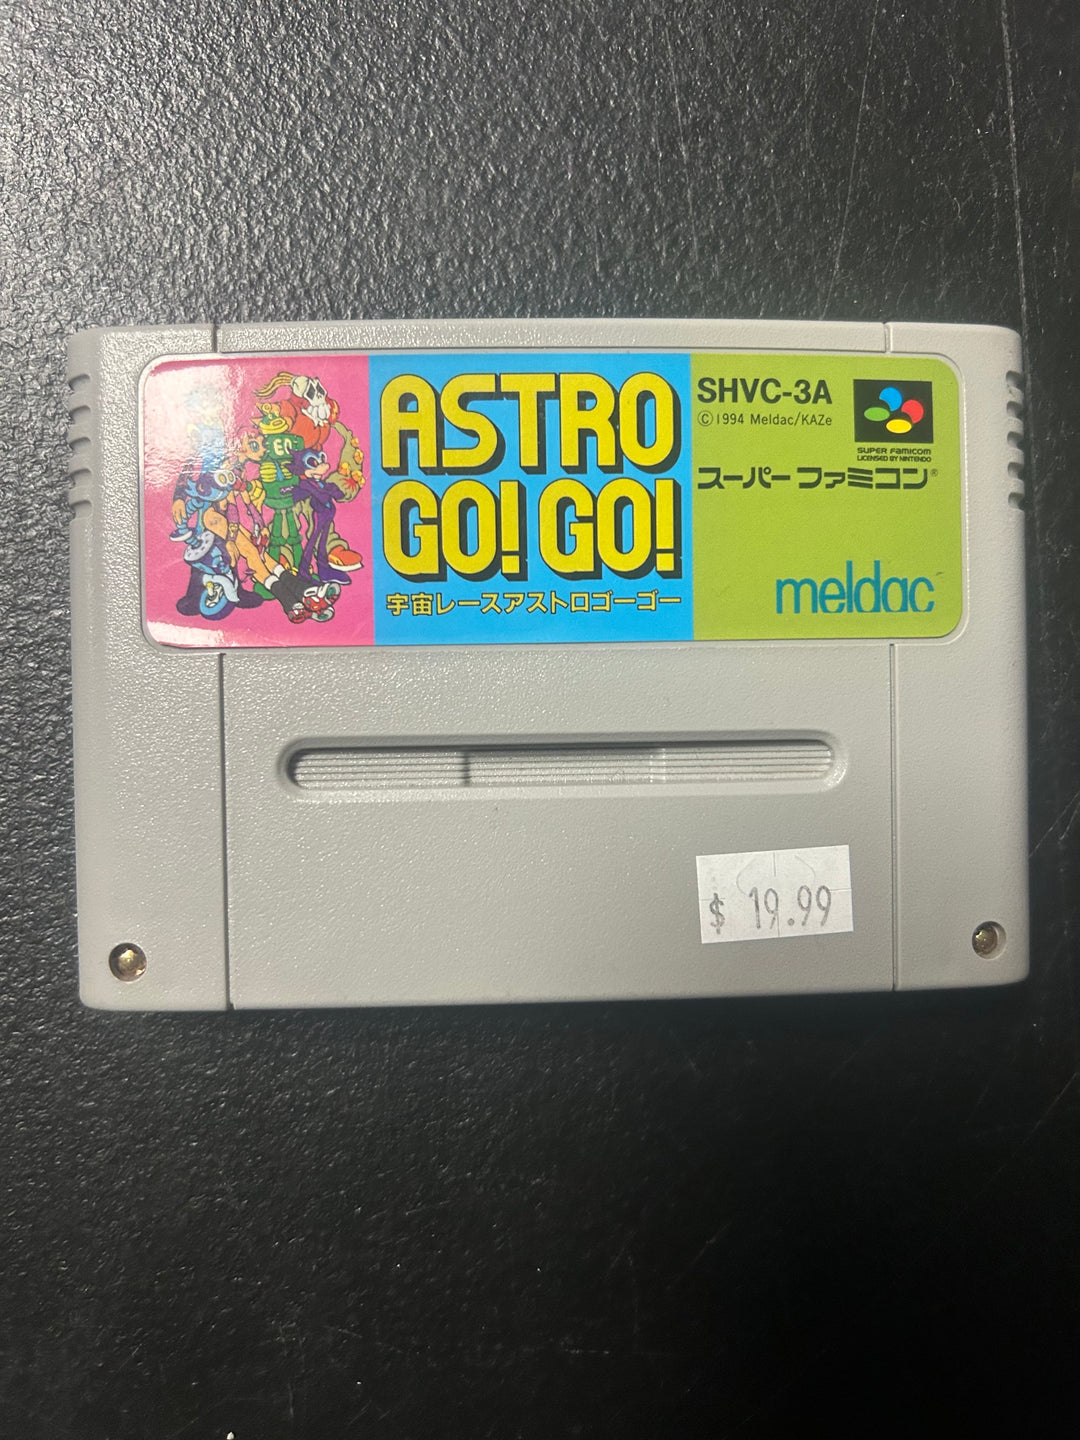 ASTRO
GO! GO!
宇宙レースアストロゴーゴー
SHVC-3A
©1994 Meldac/KAZe
SUPER FAMICOM
LICENSED BY NINTENDO
スーパーファミコン®
meldac
60
$ 19.99